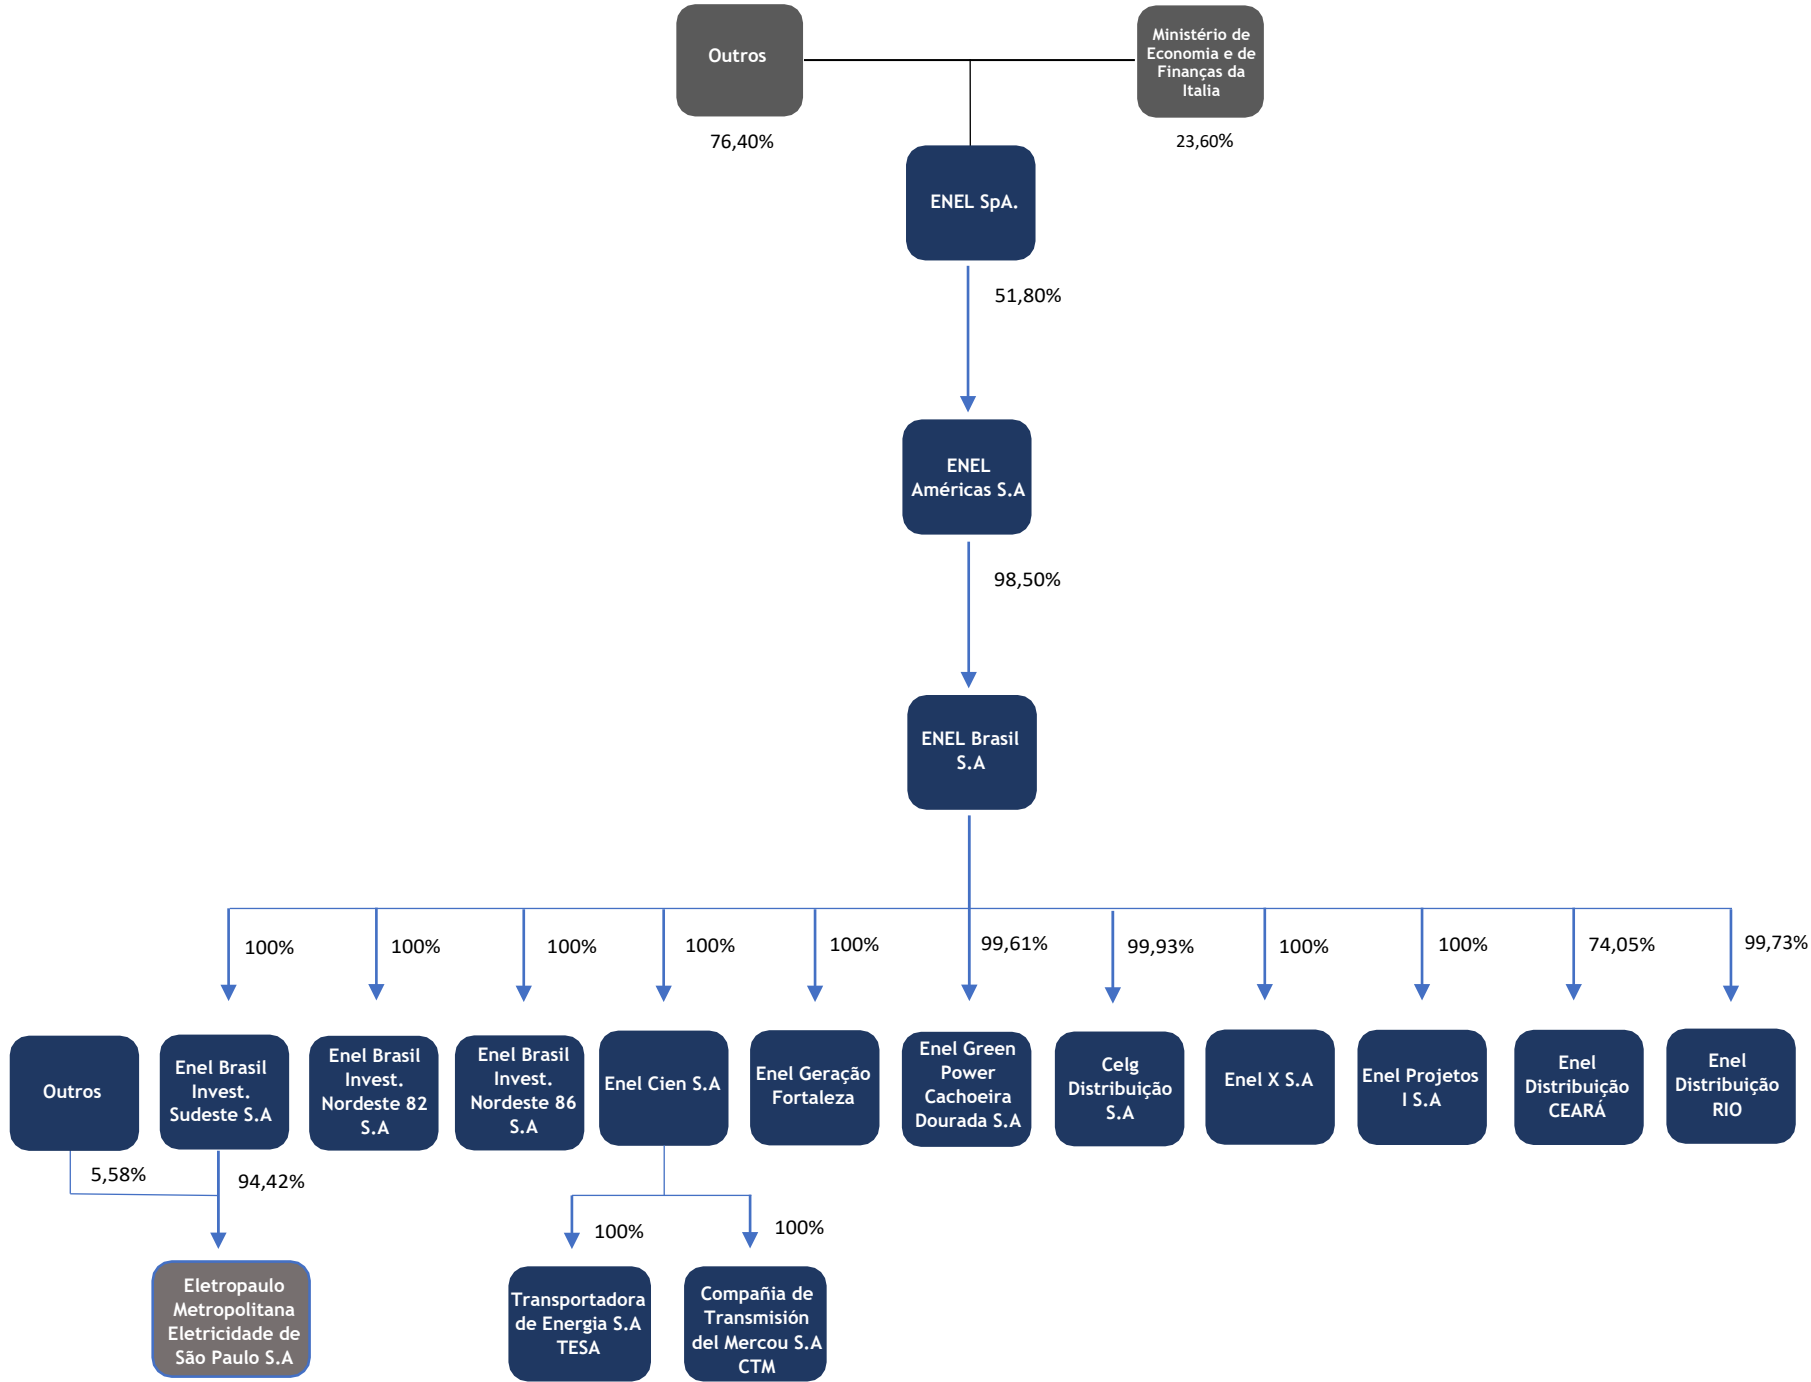 Outros
Ministério de
Economia e de
Finanças da
Italia
76,40%
23,60%
ENEL SpA.
51,80%
ENEL
Américas S.A
98,50%
ENEL Brasil
S.A
100%
100%
100%
100%
100%
99,61%
99,93%
100%
100%
74,05%
99,73%
Outros
Enel Brasil
Invest.
Sudeste S.A
Enel Brasil
Invest.
Nordeste 82
S.A
Enel Brasil
Invest.
Nordeste 86
S.A
Enel Cien S.A
Enel Geração
Fortaleza
Enel Green
Power
Cachoeira
Dourada S.A
Celg
Distribuição
S.A
Enel X S.A
Enel Projetos
I S.A
Enel
Distribuição
CEARÁ
Enel
Distribuição
RIO
5,58%
94,42%
100%
100%
Eletropaulo
Metropolitana
Eletricidade de
São Paulo S.A
Transportadora
de Energia S.A
TESA
Compañia de
Transmisión
del Mercou S.A
CTM